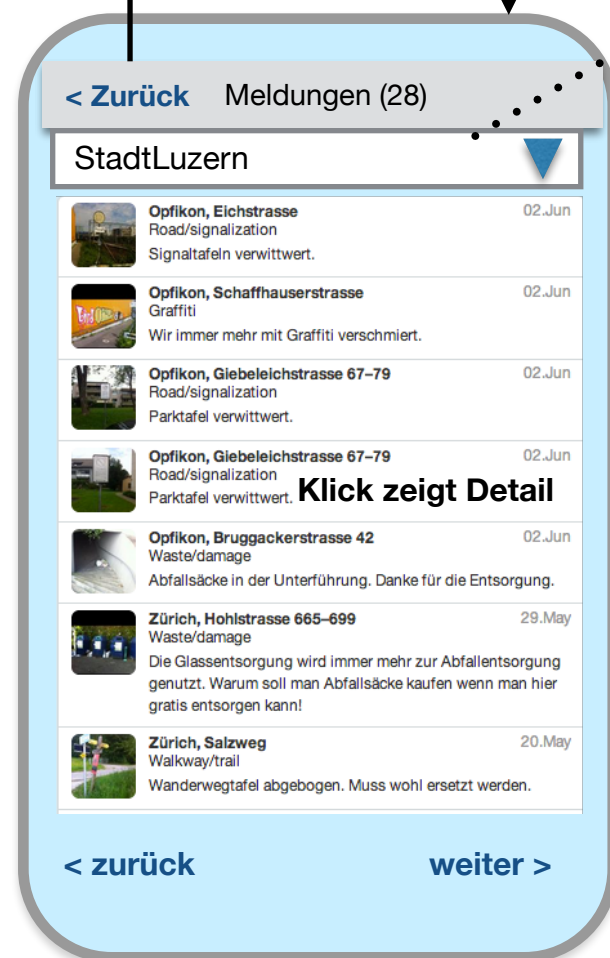 < Zurück Meldungen (28)
StadtLuzern
Opfikon, Eichstrasse 02.Jun
Road/signalization
Signaltafeln verwittwert.
Opfikon, Schaffhauserstrasse 02.Jun
Graffiti
Wir immer mehr mit Graffiti verschmiert.
Opfikon, Giebeleichstrasse 67–79 02.Jun
Road/signalization
Parktafel verwittwert.
Opfikon, Giebeleichstrasse 67–79 02.Jun
Road/signalization
Parktafel verwittwert. Klick zeigt Detail
Opfikon, Bruggackerstrasse 42 02.Jun
Waste/damage
Abfallsäcke in der Unterführung. Danke für die Entsorgung.
Zürich, Hohlstrasse 665–699 29.May
Waste/damage
Die Glassentsorgung wird immer mehr zur Abfallentsorgung
genutzt. Warum soll man Abfallsäcke kaufen wenn man hier
gratis entsorgen kann!
Zürich, Salzweg 20.May
Walkway/trail
Wanderwegtafel abgebogen. Muss wohl ersetzt werden.
< zurück weiter >